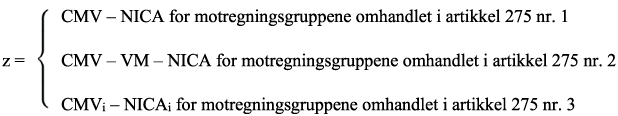 CMV – NICA for motregningsgruppene omhandlet i artikkel 275 nr. 1
z = CMV – VM – NICA for motregningsgruppene omhandlet i artikkel 275 nr. 2
CMVi – NICAi for motregningsgruppene omhandlet i artikkel 275 nr. 3